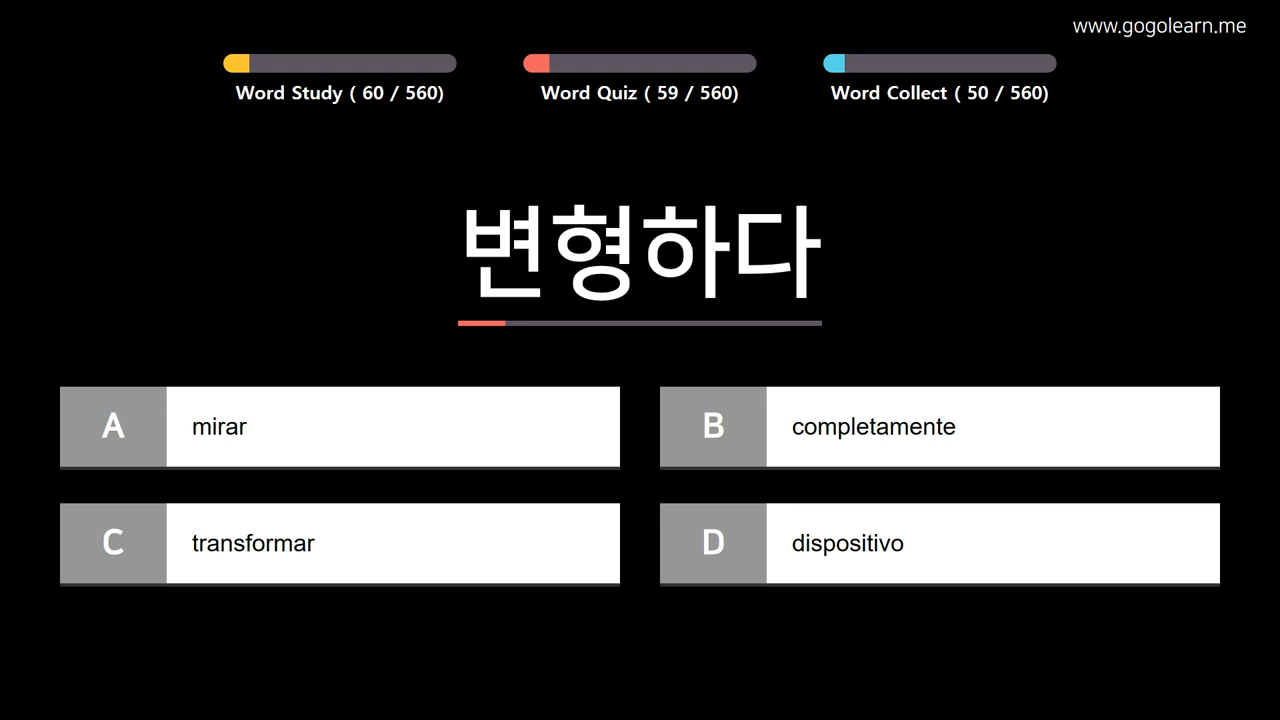 www.gogolearn.me
Word Study ( 60 / 560)
Word Quiz ( 59 / 560)
Word Collect ( 50 / 560)
변형하다
A mirar
B completamente
C transformar
D dispositivo